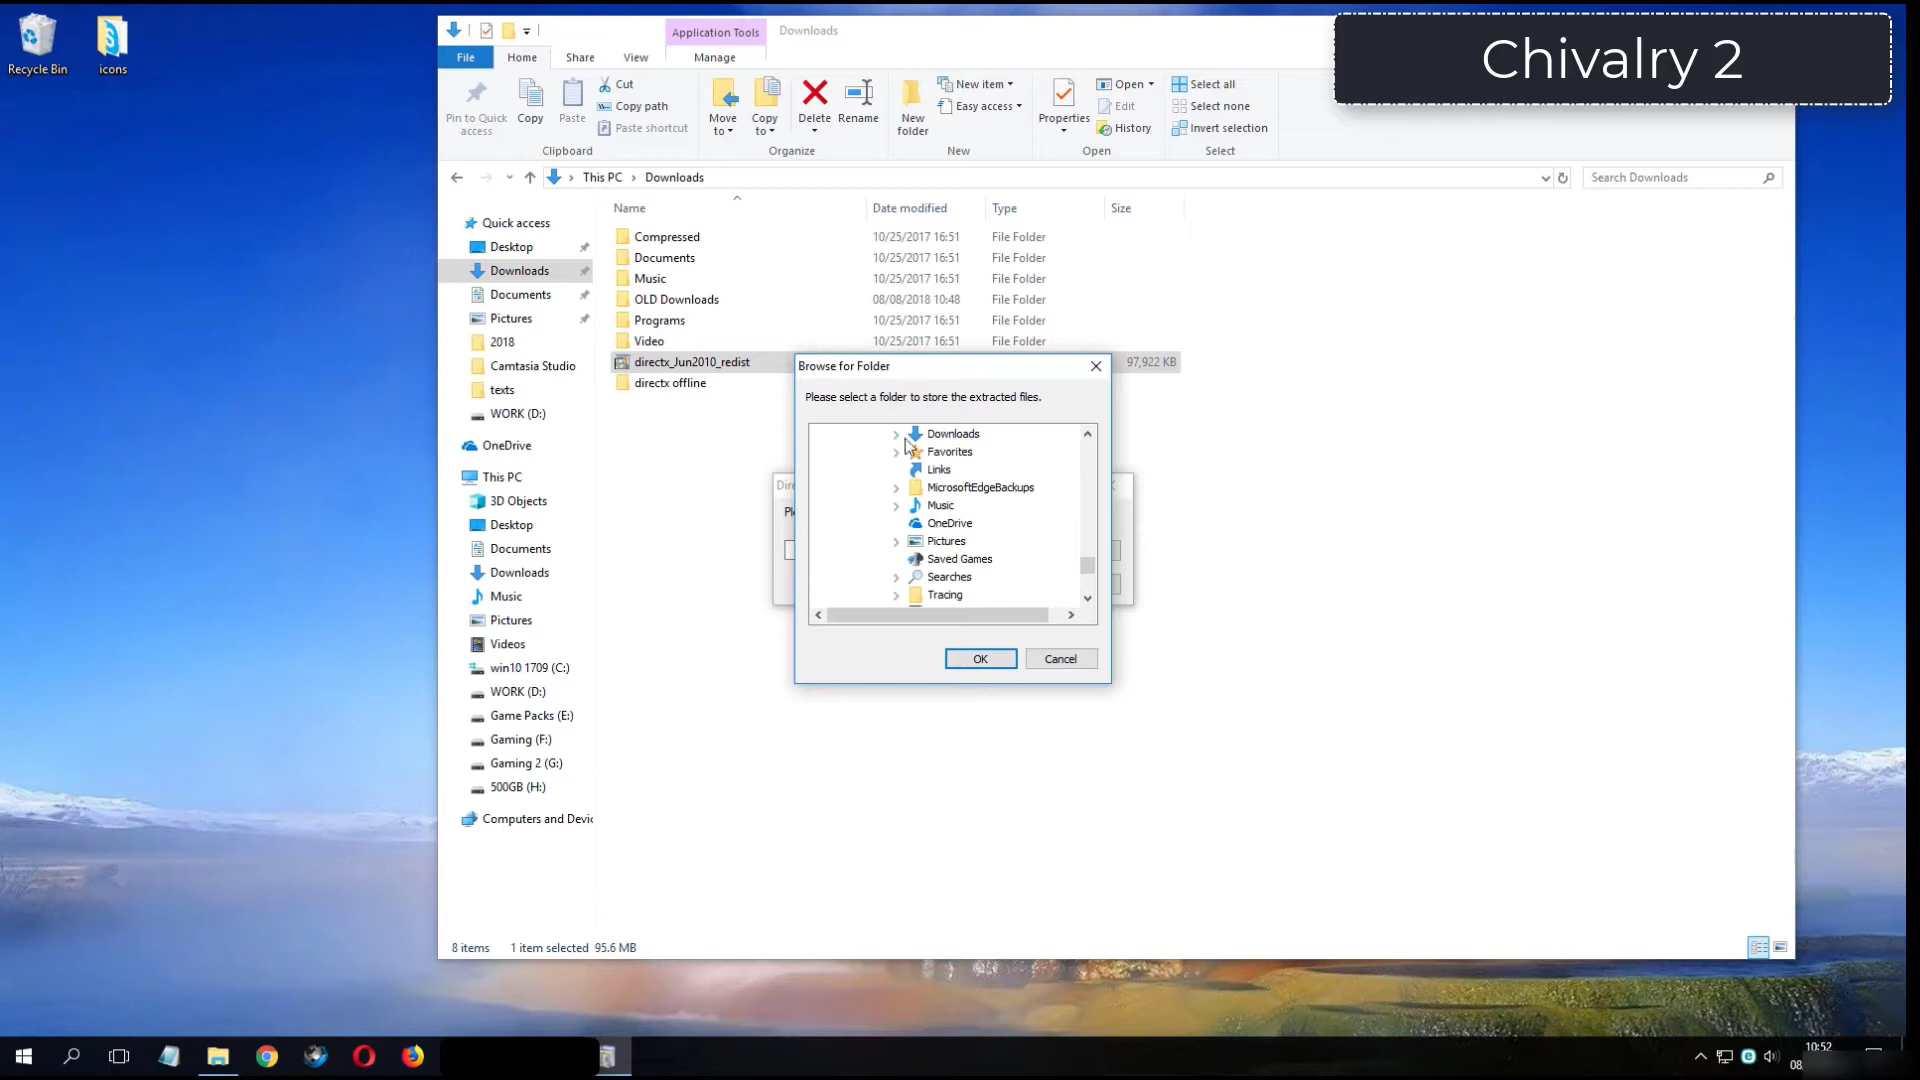 Recycle Bin
icons
Application Tools
Downloads
Chivalry 2
File
Home
Share
View
Manage
Pin to Quick access
Copy
Paste
Cut
Copy path
Paste shortcut
Move to
Copy to
Delete
Rename
New folder
New item
Easy access
Properties
Open
Edit
History
Select all
Select none
Invert selection
Clipboard
Organize
New
Open
Select
This PC
Downloads
Search Downloads
Name
Date modified
Type
Size
Compressed 10/25/2017 16:51 File Folder
Documents 10/25/2017 16:51 File Folder
Music 10/25/2017 16:51 File Folder
OLD Downloads 08/08/2018 10:48 File Folder
Programs 10/25/2017 16:51 File Folder
Video 10/25/2017 16:51 File Folder
directx_Jun2010_redist 97,922 KB
directx offline
Quick access
Desktop
Downloads
Documents
Pictures
2018
Camtasia Studio
texts
WORK (D:)
OneDrive
This PC
3D Objects
Desktop
Documents
Downloads
Music
Pictures
Videos
win10 1709 (C:)
WORK (D:)
Game Packs (E:)
Gaming (F:)
Gaming 2 (G:)
500GB (H:)
Computers and Devic
Browse for Folder
Please select a folder to store the extracted files.
Downloads
Favorites
Links
MicrosoftEdgeBackups
Music
OneDrive
Pictures
Saved Games
Searches
Tracing
OK
Cancel
8 items
1 item selected 95.6 MB
10:52